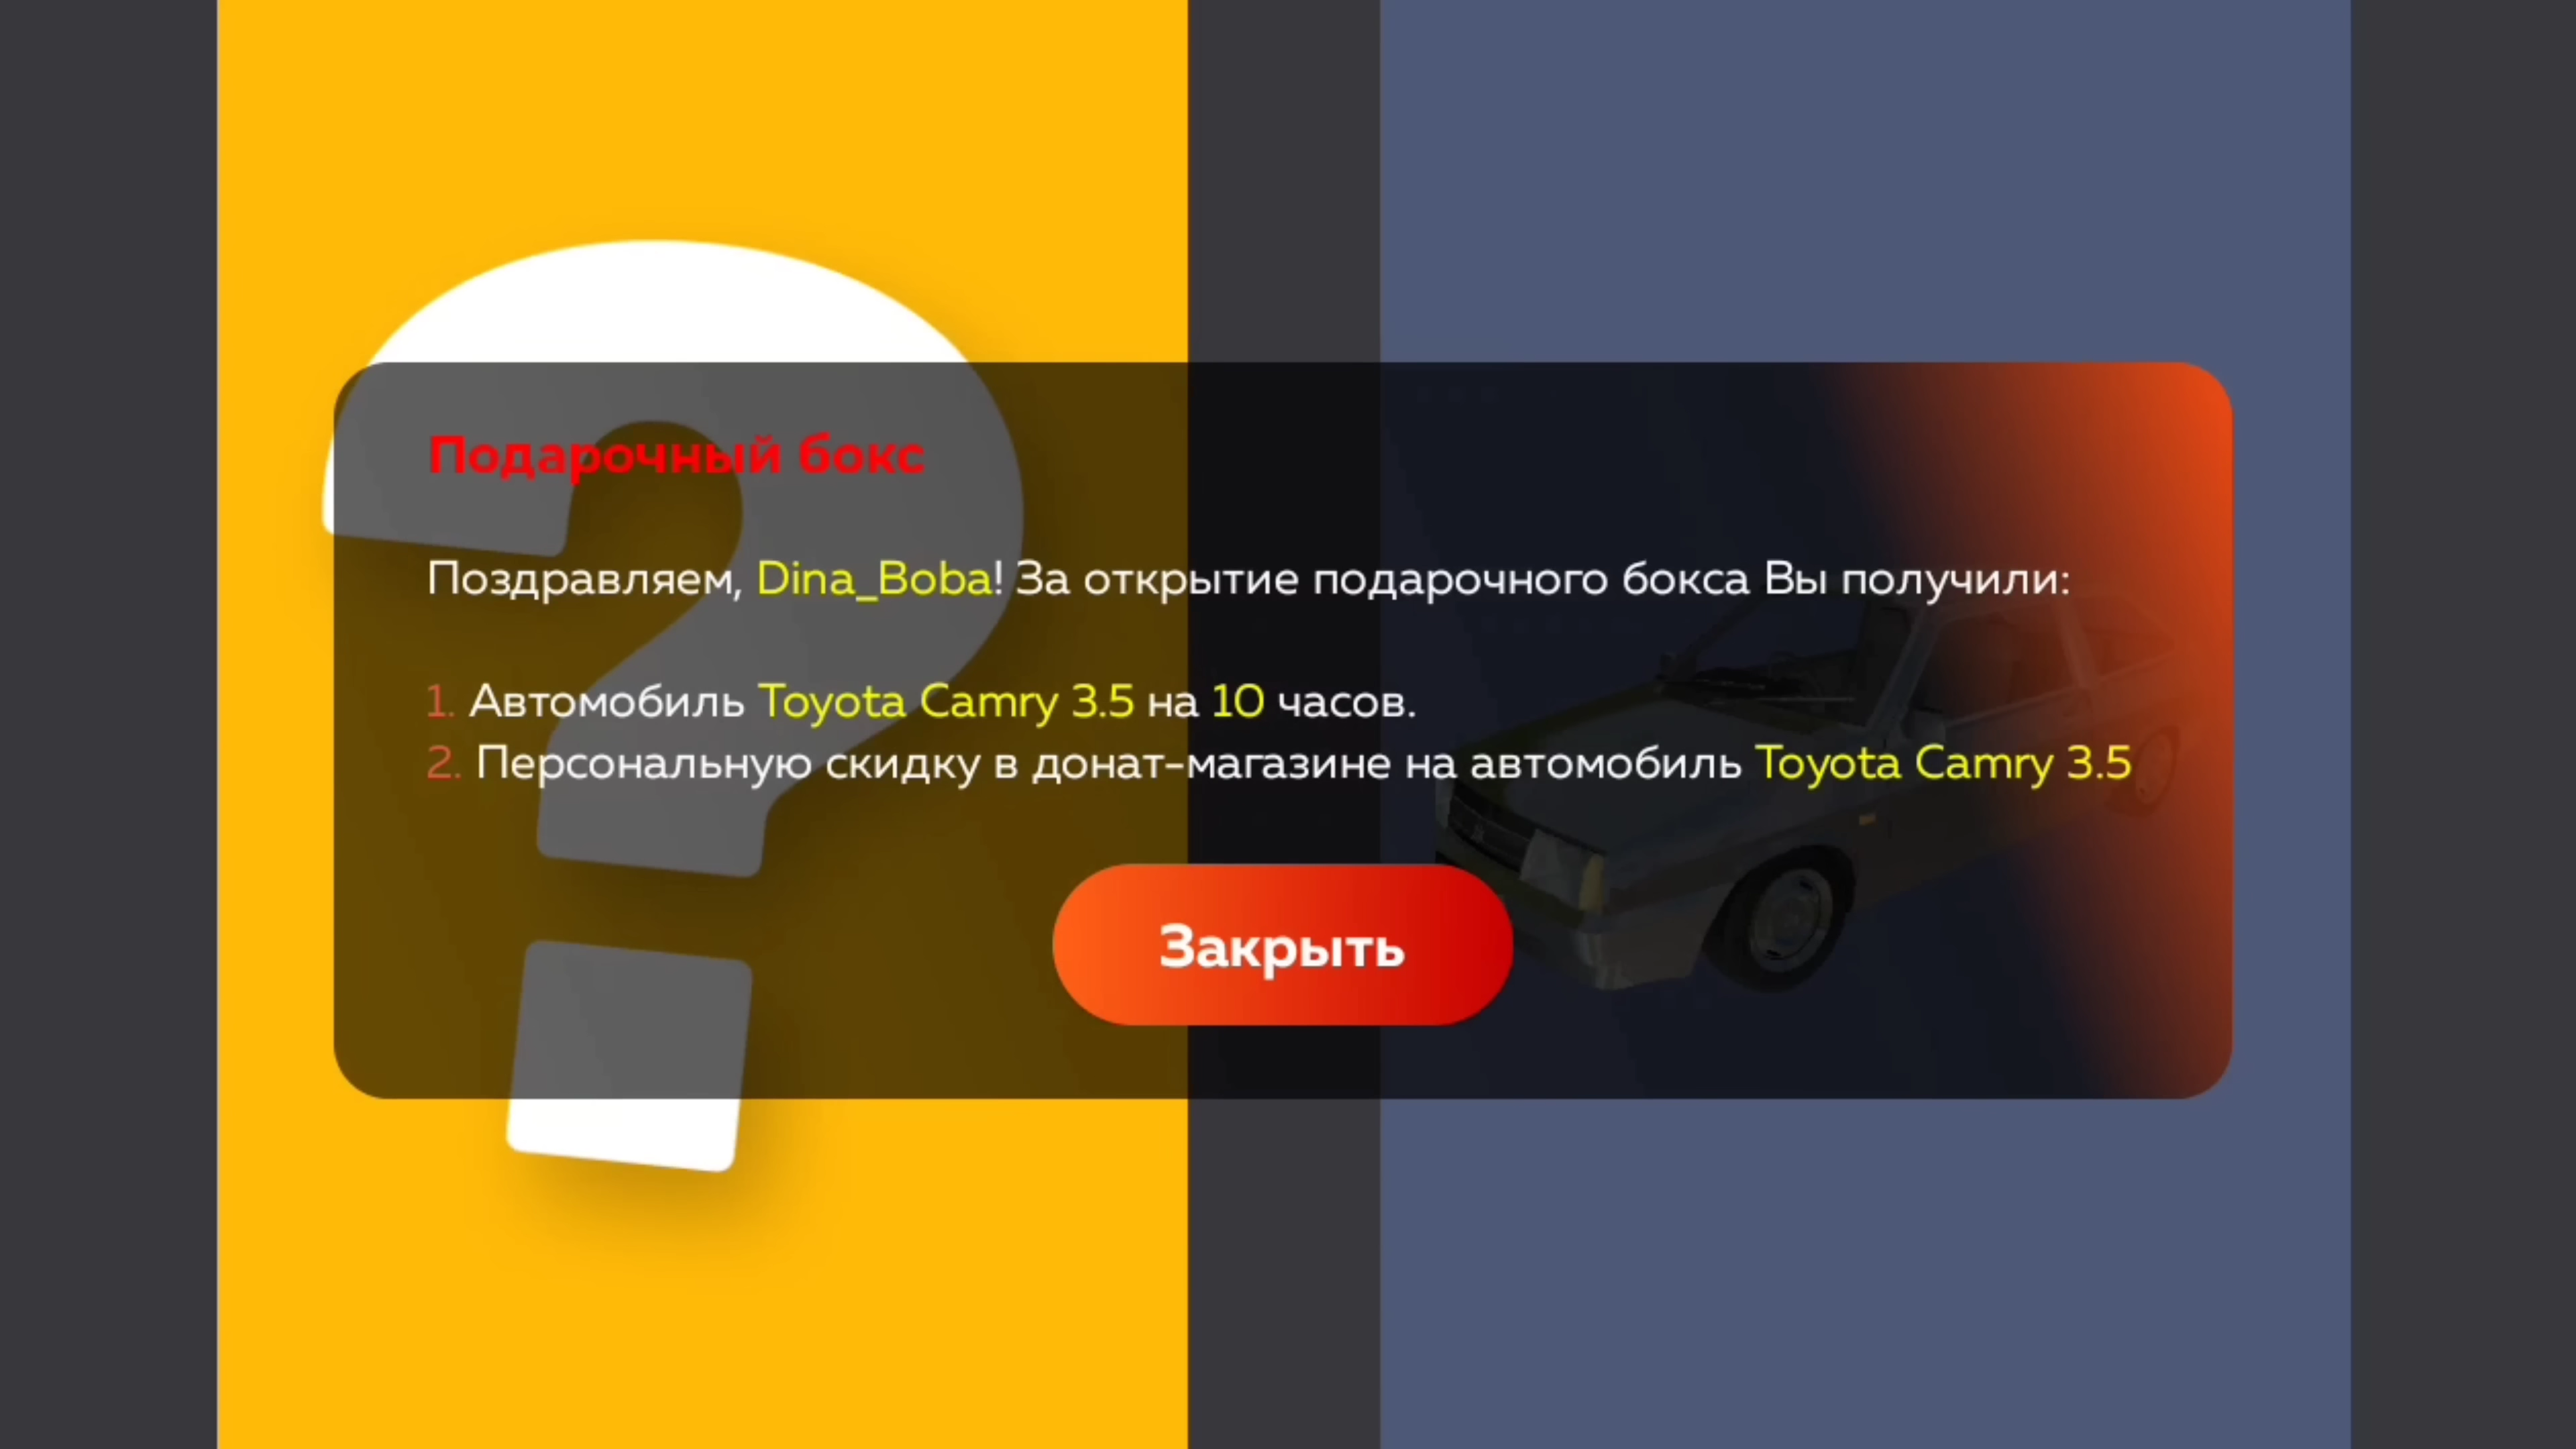 Подарочный бокс
Поздравляем, Dina_Boba! За открытие подарочного бокса Вы получили:
1. Автомобиль Toyota Camry 3.5 на 10 часов.
2. Персональную скидку в донат-магазине на автомобиль Toyota Camry 3.5
Закрыть